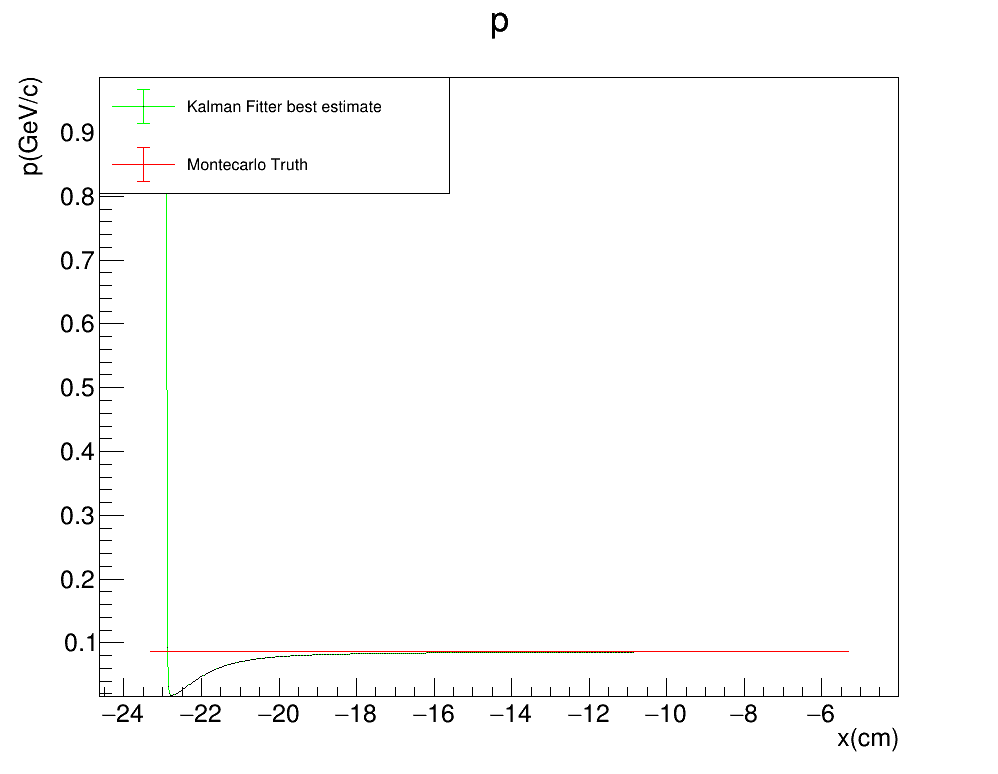 p
p(GeV/c)
Kalman Fitter best estimate
Montecarlo Truth
0.9
0.8
0.7
0.6
0.5
0.4
0.3
0.2
0.1
−24 −22 −20 −18 −16 −14 −12 −10 −8 −6
x(cm)